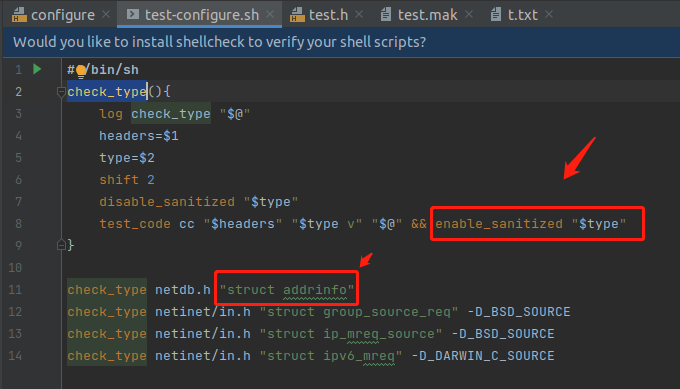 configure test-configure.sh test.h test.mak t.txt
Would you like to install shellcheck to verify your shell scripts?
1 #!/bin/sh
2 check_type(){
3 log check_type "$@"
4 headers=$1
5 type=$2
6 shift 2
7 disable_sanitized "$type"
8 test_code cc "$headers" "$type v" "$@" && enable_sanitized "$type"
9 }
10
11 check_type netdb.h "struct addrinfo"
12 check_type netinet/in.h "struct group_source_req" -D_BSD_SOURCE
13 check_type netinet/in.h "struct ip_mreq_source" -D_BSD_SOURCE
14 check_type netinet/in.h "struct ipv6_mreq" -D_DARWIN_C_SOURCE